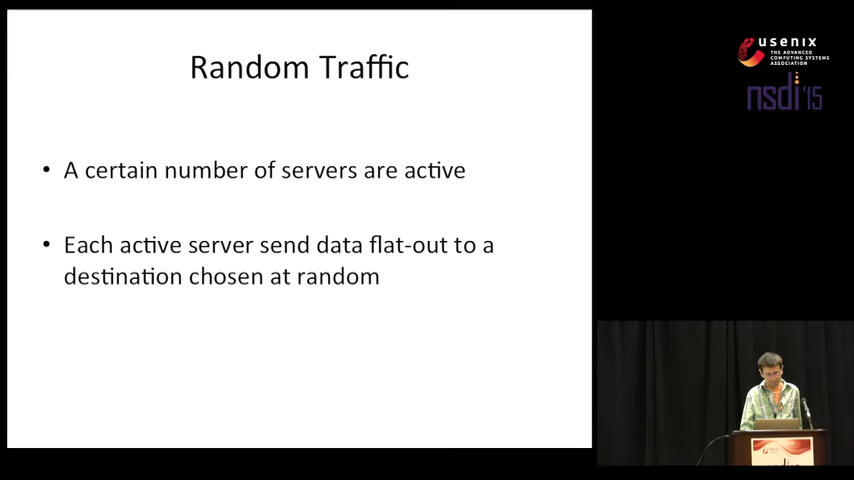 Random Traffic
• A certain number of servers are active
• Each active server send data flat-out to a
destination chosen at random
usenix
THE ADVANCED
COMPUTING SYSTEMS
ASSOCIATION
nsdi '15